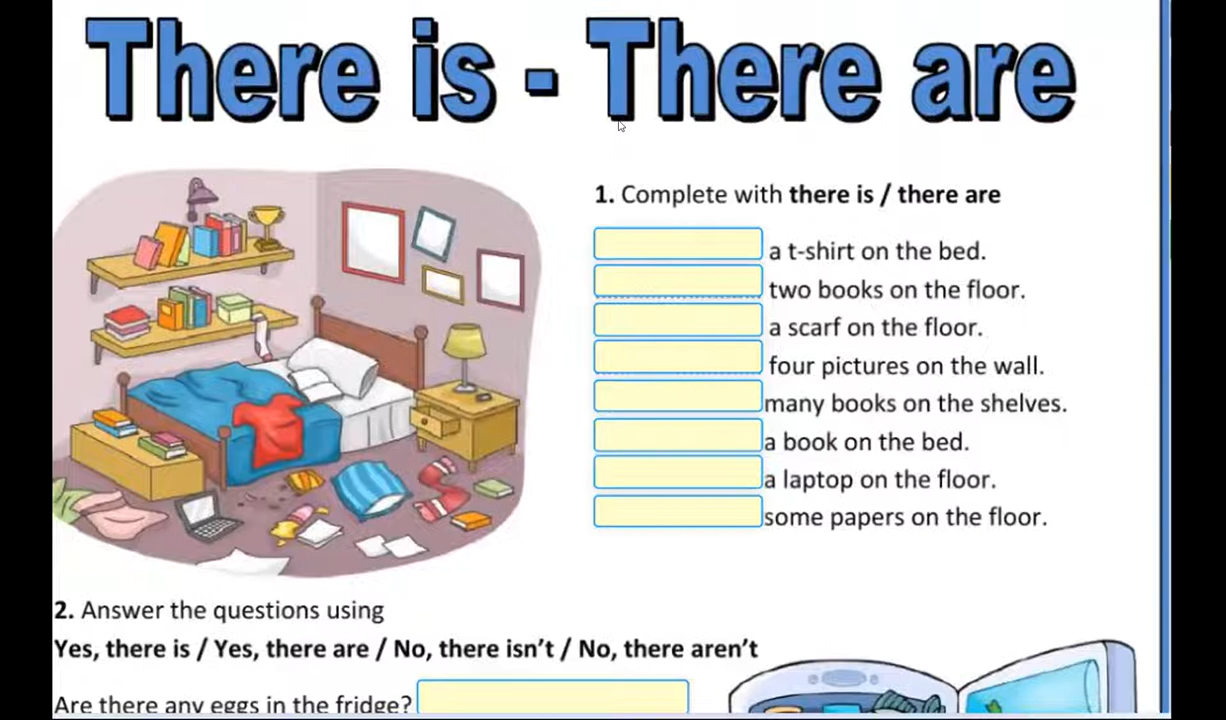 There is - There are
1. Complete with there is / there are
a t-shirt on the bed.
two books on the floor.
a scarf on the floor.
four pictures on the wall.
many books on the shelves.
a book on the bed.
a laptop on the floor.
some papers on the floor.
2. Answer the questions using
Yes, there is / Yes, there are / No, there isn't / No, there aren't
Are there any eggs in the fridge?